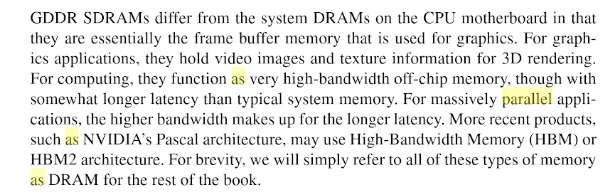 GDDR SDRAMs differ from the system DRAMs on the CPU motherboard in that
they are essentially the frame buffer memory that is used for graphics. For graph-
ics applications, they hold video images and texture information for 3D rendering.
For computing, they function as very high-bandwidth off-chip memory, though with
somewhat longer latency than typical system memory. For massively parallel appli-
cations, the higher bandwidth makes up for the longer latency. More recent products,
such as NVIDIA's Pascal architecture, may use High-Bandwidth Memory (HBM) or
HBM2 architecture. For brevity, we will simply refer to all of these types of memory
as DRAM for the rest of the book.